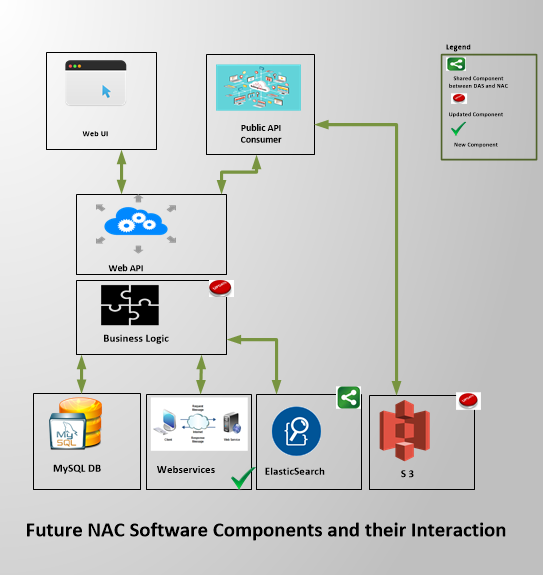 Legend
Shared Component
between DAS and NAC
Updated Component
New Component
Web UI
Public API
Consumer
Web API
Business Logic
MySQL
MySQL DB
Request
Message
Internet
Client
Web Service
Response
Message
Webservices
ElasticSearch
S 3
Future NAC Software Components and their Interaction